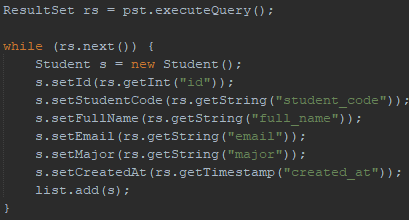 ResultSet rs = pst.executeQuery();

while (rs.next()) {
    Student s = new Student();
    s.setId(rs.getInt("id"));
    s.setStudentCode(rs.getString("student_code"));
    s.setFullName(rs.getString("full_name"));
    s.setEmail(rs.getString("email"));
    s.setMajor(rs.getString("major"));
    s.setCreatedAt(rs.getTimestamp("created_at"));
    list.add(s);
}